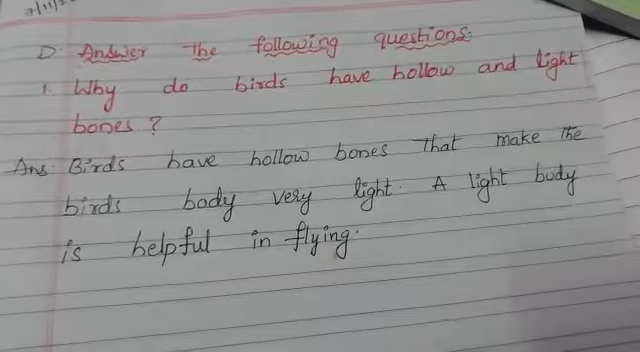 D. Answer the following questions:
1. Why do birds have hollow and light
bones ?
Ans Birds have hollow bones that make the
birds body very light. A light body
is helpful in flying.